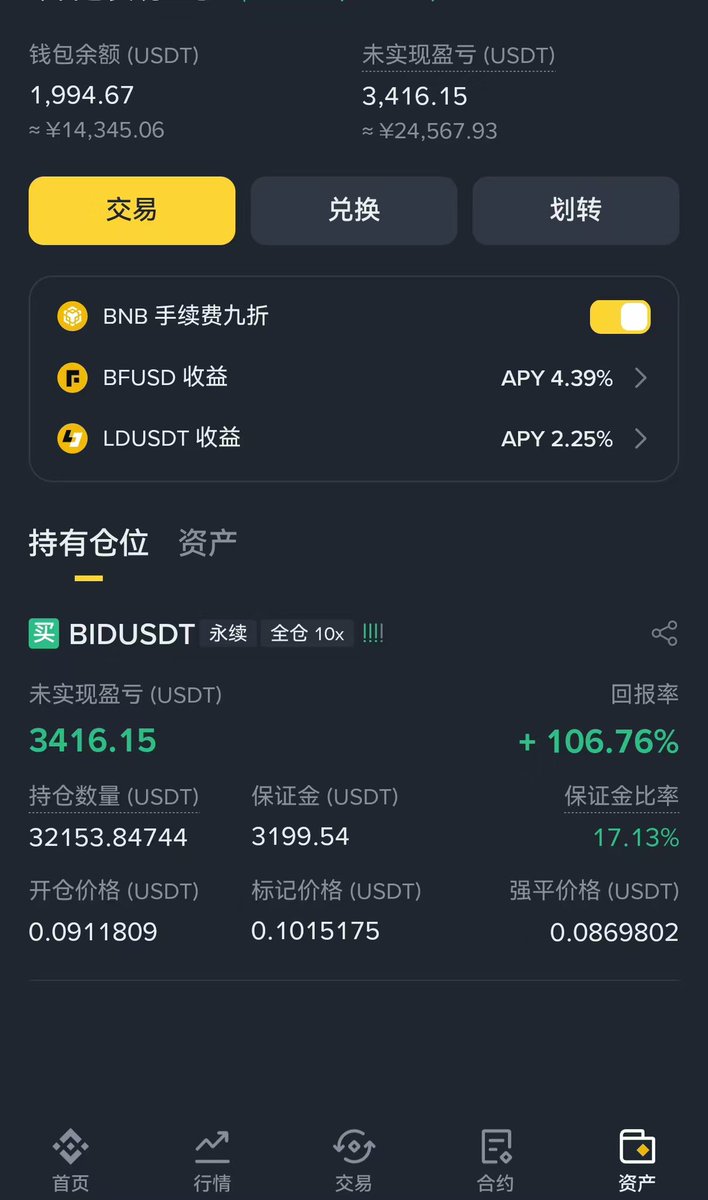 钱包余额 (USDT) 未实现盈亏 (USDT)
1,994.67 3,416.15
≈ ¥14,345.06 ≈ ¥24,567.93
交易 兑换 划转
BNB 手续费九折
BFUSD 收益 APY 4.39%
LDUSDT 收益 APY 2.25%
持有仓位 资产
买 BIDUSDT 永续 全仓 10x !!!!
未实现盈亏 (USDT) 回报率
3416.15 + 106.76%
持仓数量 (USDT) 保证金 (USDT) 保证金比率
32153.84744 3199.54 17.13%
开仓价格 (USDT) 标记价格 (USDT) 强平价格 (USDT)
0.0911809 0.1015175 0.0869802
首页 行情 交易 合约 资产